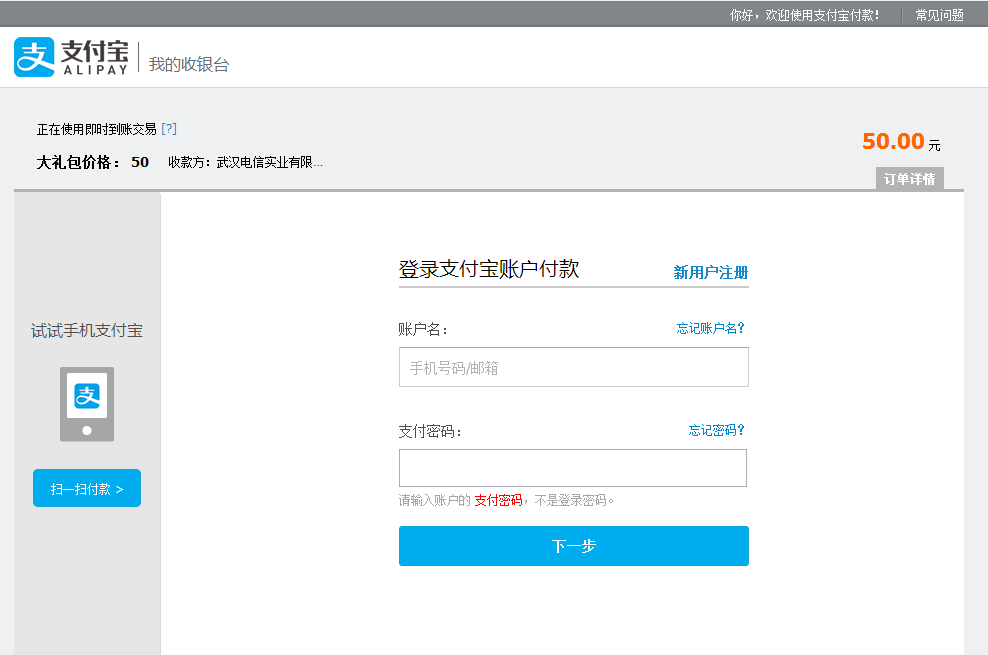 你好，欢迎使用支付宝付款！ 常见问题
支 支付宝 我的收银台
ALIPAY
正在使用即时到账交易 [?]
50.00 元
大礼包价格： 50 收款方：武汉电信实业有限...
订单详情
登录支付宝账户付款 新用户注册
试试手机支付宝
账户名： 忘记账户名？
手机号码/邮箱
支
支付密码： 忘记密码？
扫一扫付款 >
请输入账户的 支付密码，不是登录密码。
下一步